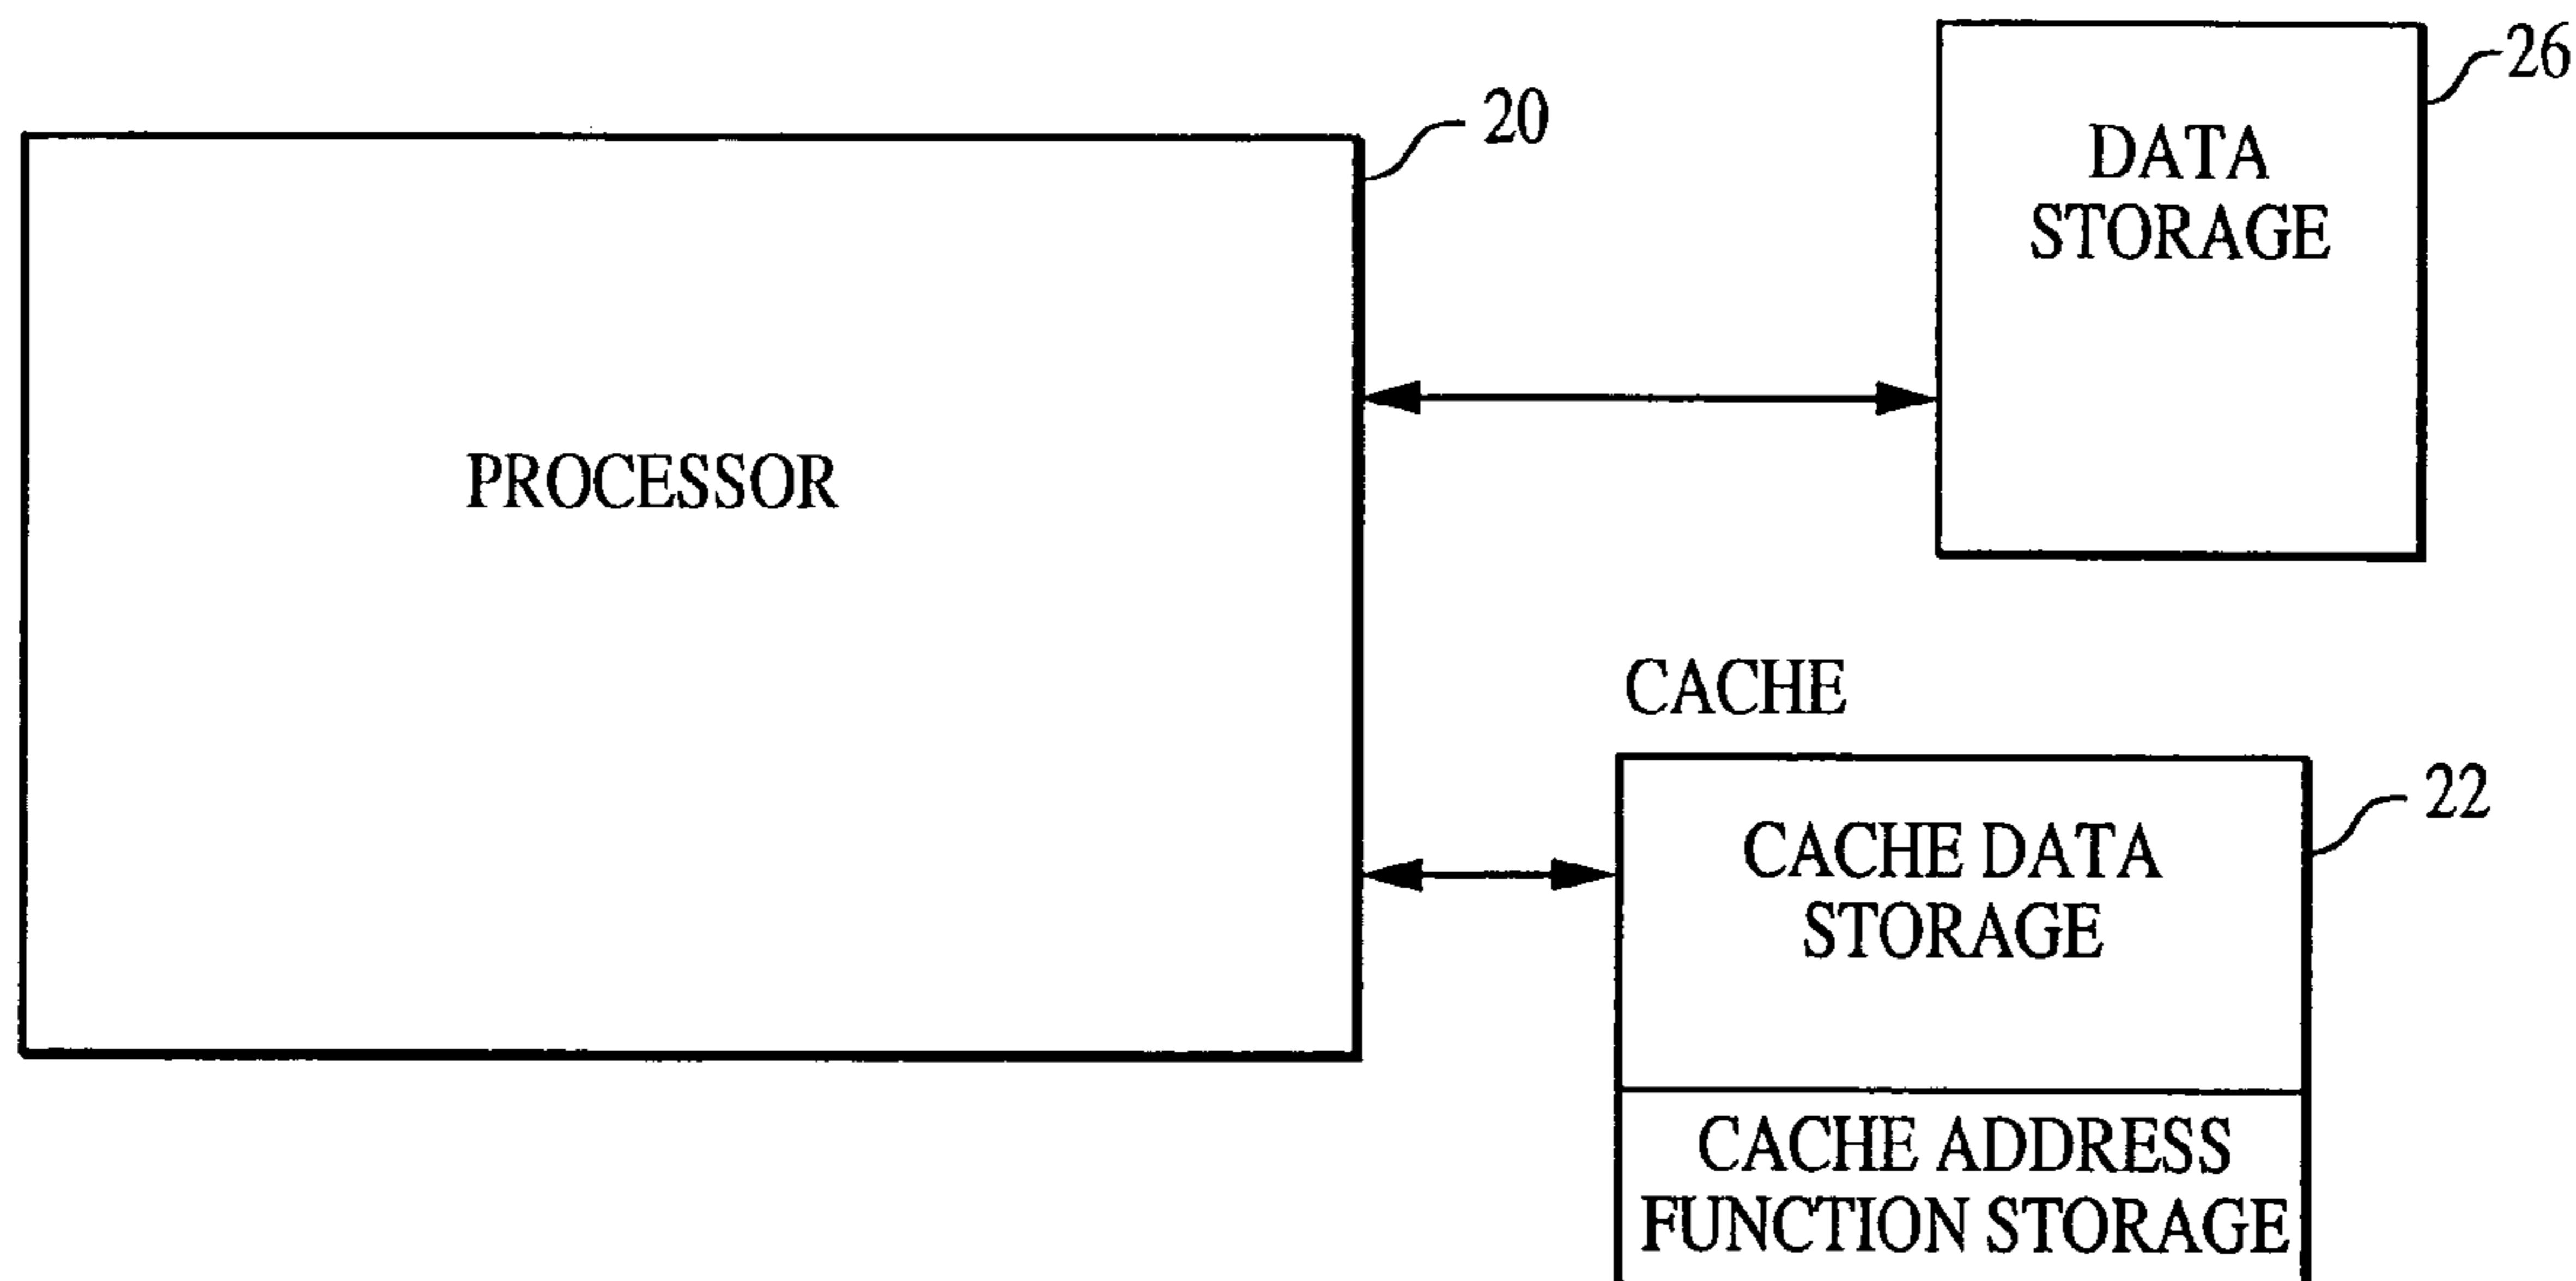 26
DATA
STORAGE
20
PROCESSOR
CACHE
22
CACHE DATA
STORAGE
CACHE ADDRESS
FUNCTION STORAGE